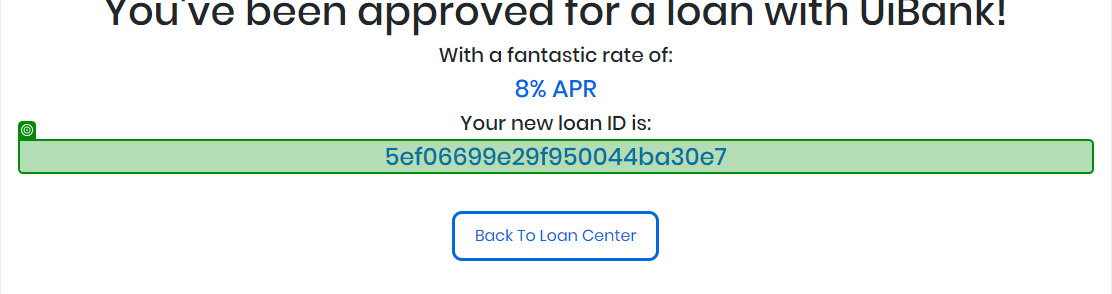 You've been approved for a loan with UiBank!
With a fantastic rate of:
8% APR
Your new loan ID is:
5ef06699e29f950044ba30e7
Back To Loan Center